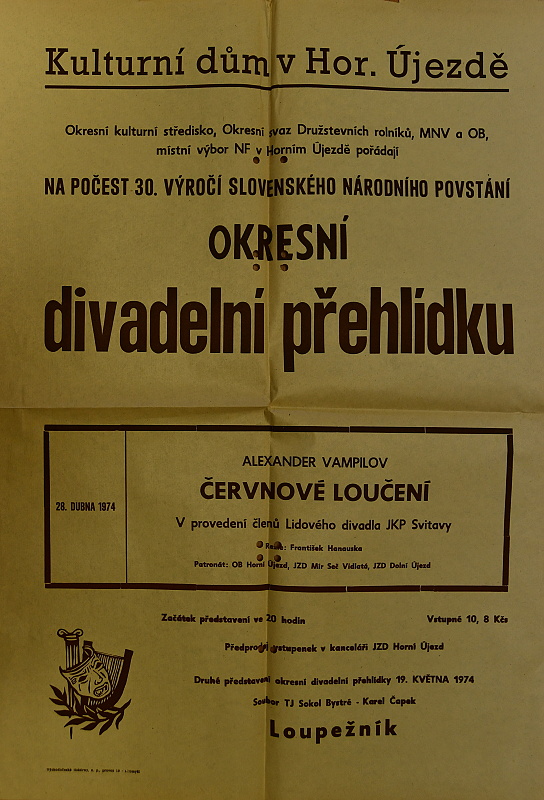 Kulturní dům v Hor. Újezdě
Okresní kulturní středisko, Okresní svaz Družstevních rolníků, MNV a OB,
místní výbor NF v Horním Újezdě pořádají
NA POČEST 30. VÝROČÍ SLOVENSKÉHO NÁRODNÍHO POVSTÁNÍ
OKRESNÍ
divadelní přehlídku
28. DUBNA 1974
ALEXANDER VAMPILOV
ČERVNOVÉ LOUČENÍ
V provedení členů Lidového divadla JKP Svitavy
Režie: František Hanouska
Patronát: OB Horní Újezd, JZD Mír Seč Vidlatá, JZD Dolní Újezd
Začátek představení ve 20 hodin
Vstupné 10, 8 Kčs
Předprodej vstupenek v kanceláři JZD Horní Újezd
Druhé představení okresní divadelní přehlídky 19. KVĚTNA 1974
Soubor TJ Sokol Bystré - Karel Čapek
Loupežník